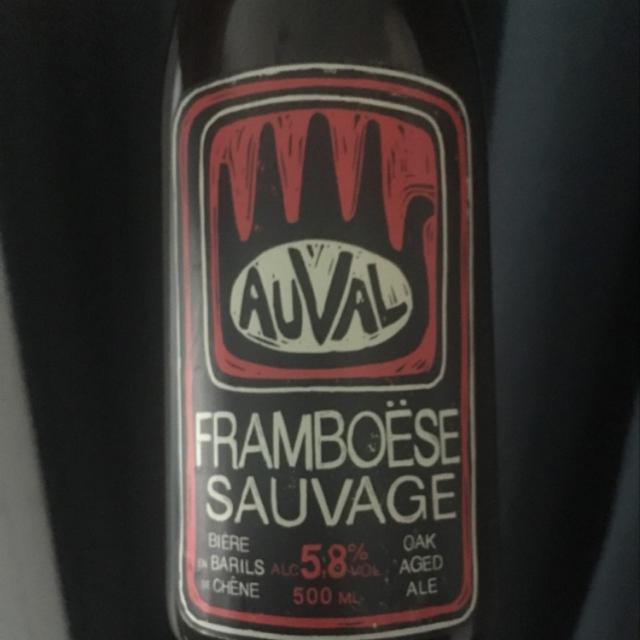 AUVAL
FRAMBOËSE
SAUVAGE
BIÈRE
EN BARILS
DE CHÊNE
ALC 5,8% VOL
500 ML
OAK
AGED
ALE